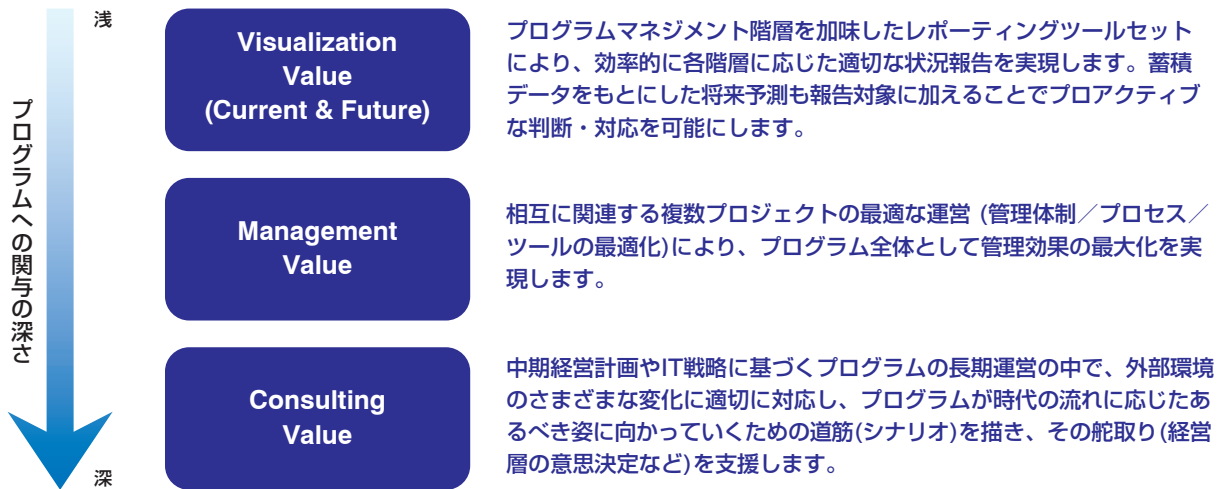 浅
プログラムへの関与の深さ
深
Visualization
Value
(Current & Future)
プログラムマネジメント階層を加味したレポーティングツールセット
により、効率的に各階層に応じた適切な状況報告を実現します。蓄積
データをもとにした将来予測も報告対象に加えることでプロアクティブ
な判断・対応を可能にします。
Management
Value
相互に関連する複数プロジェクトの最適な運営 (管理体制／プロセス／
ツールの最適化)により、プログラム全体として管理効果の最大化を実
現します。
Consulting
Value
中期経営計画やIT戦略に基づくプログラムの長期運営の中で、外部環境
のさまざまな変化に適切に対応し、プログラムが時代の流れに応じたあ
るべき姿に向かっていくための道筋(シナリオ)を描き、その舵取り(経営
層の意思決定など)を支援します。